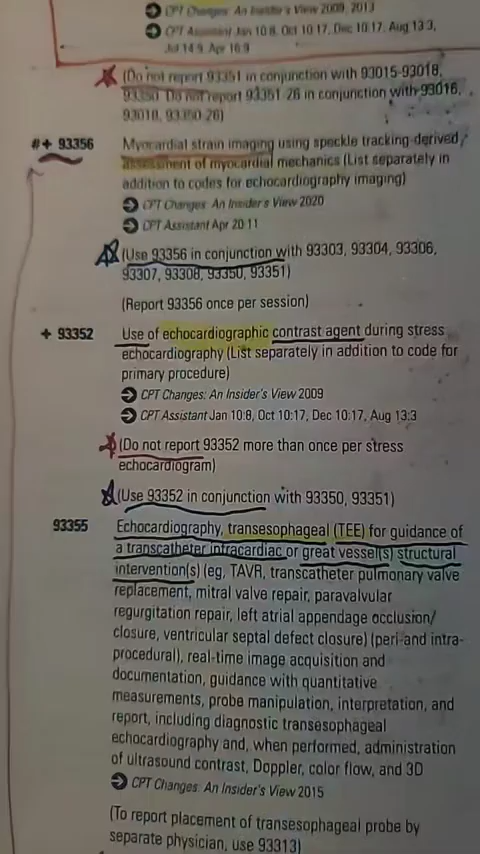 CPT Changes: An Insider's View 2009, 2013
CPT Assistant Jan 10:8, Oct 10:17, Dec 10:17, Aug 13:3,
Jul 14:9, Apr 16:9
(Do not report 93351 in conjunction with 93015-93018,
93350. Do not report 93351-26 in conjunction with 93016,
93018, 93350-26)
#+ 93356 Myocardial strain imaging using speckle tracking-derived
assessment of myocardial mechanics (List separately in
addition to codes for echocardiography imaging)
CPT Changes: An Insider's View 2020
CPT Assistant Apr 20:11
(Use 93356 in conjunction with 93303, 93304, 93306,
93307, 93308, 93350, 93351)
(Report 93356 once per session)
+ 93352 Use of echocardiographic contrast agent during stress
echocardiography (List separately in addition to code for
primary procedure)
CPT Changes: An Insider's View 2009
CPT Assistant Jan 10:8, Oct 10:17, Dec 10:17, Aug 13:3
(Do not report 93352 more than once per stress
echocardiogram)
(Use 93352 in conjunction with 93350, 93351)
93355 Echocardiography, transesophageal (TEE) for guidance of
a transcatheter intracardiac or great vessel(s) structural
intervention(s) (eg, TAVR, transcatheter pulmonary valve
replacement, mitral valve repair, paravalvular
regurgitation repair, left atrial appendage occlusion/
closure, ventricular septal defect closure) (peri-and intra-
procedural), real-time image acquisition and
documentation, guidance with quantitative
measurements, probe manipulation, interpretation, and
report, including diagnostic transesophageal
echocardiography and, when performed, administration
of ultrasound contrast, Doppler, color flow, and 3D
CPT Changes: An Insider's View 2015
(To report placement of transesophageal probe by
separate physician, use 93313)